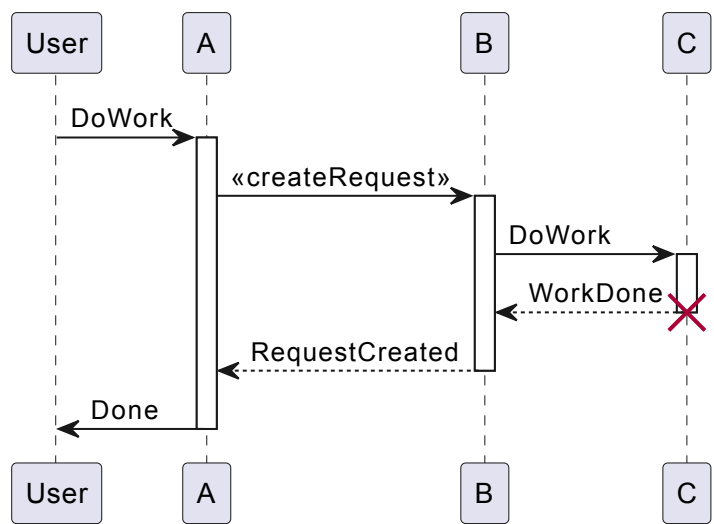 User A B C
DoWork
«createRequest»
DoWork
WorkDone
RequestCreated
Done
User A B C